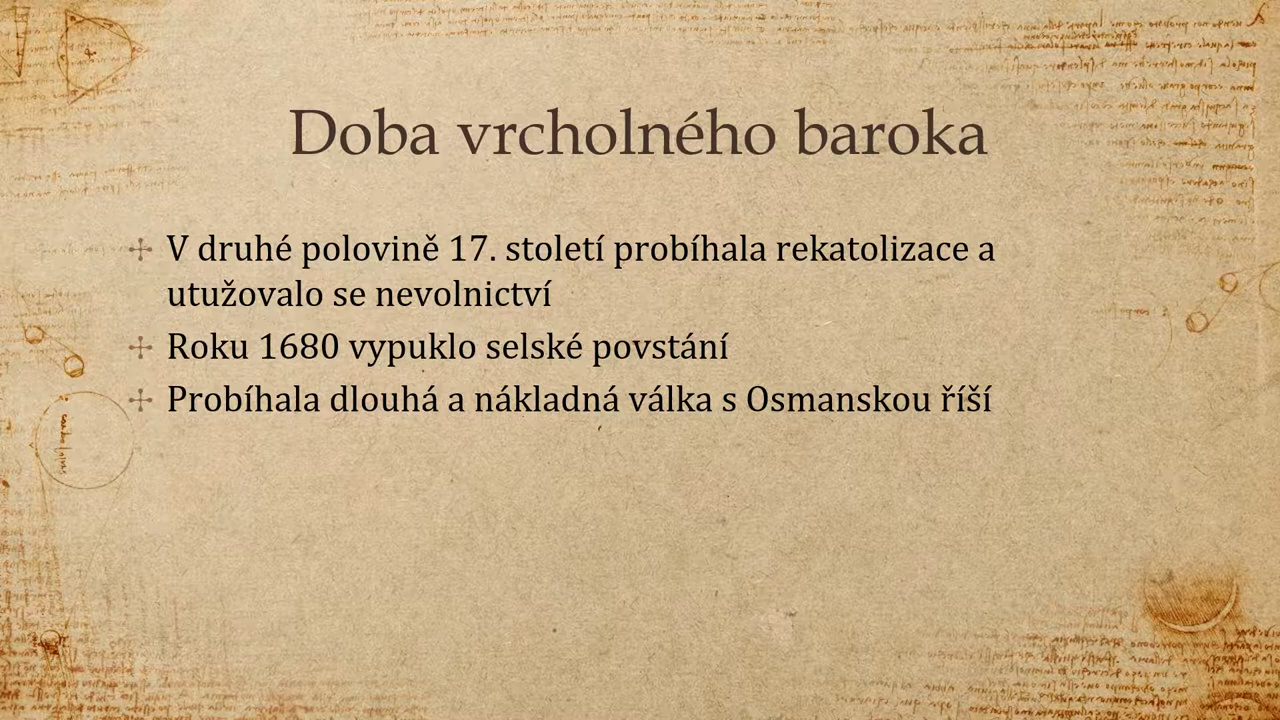 Doba vrcholného baroka
V druhé polovině 17. století probíhala rekatolizace a
utužovalo se nevolnictví
Roku 1680 vypuklo selské povstání
Probíhala dlouhá a nákladná válka s Osmanskou říší